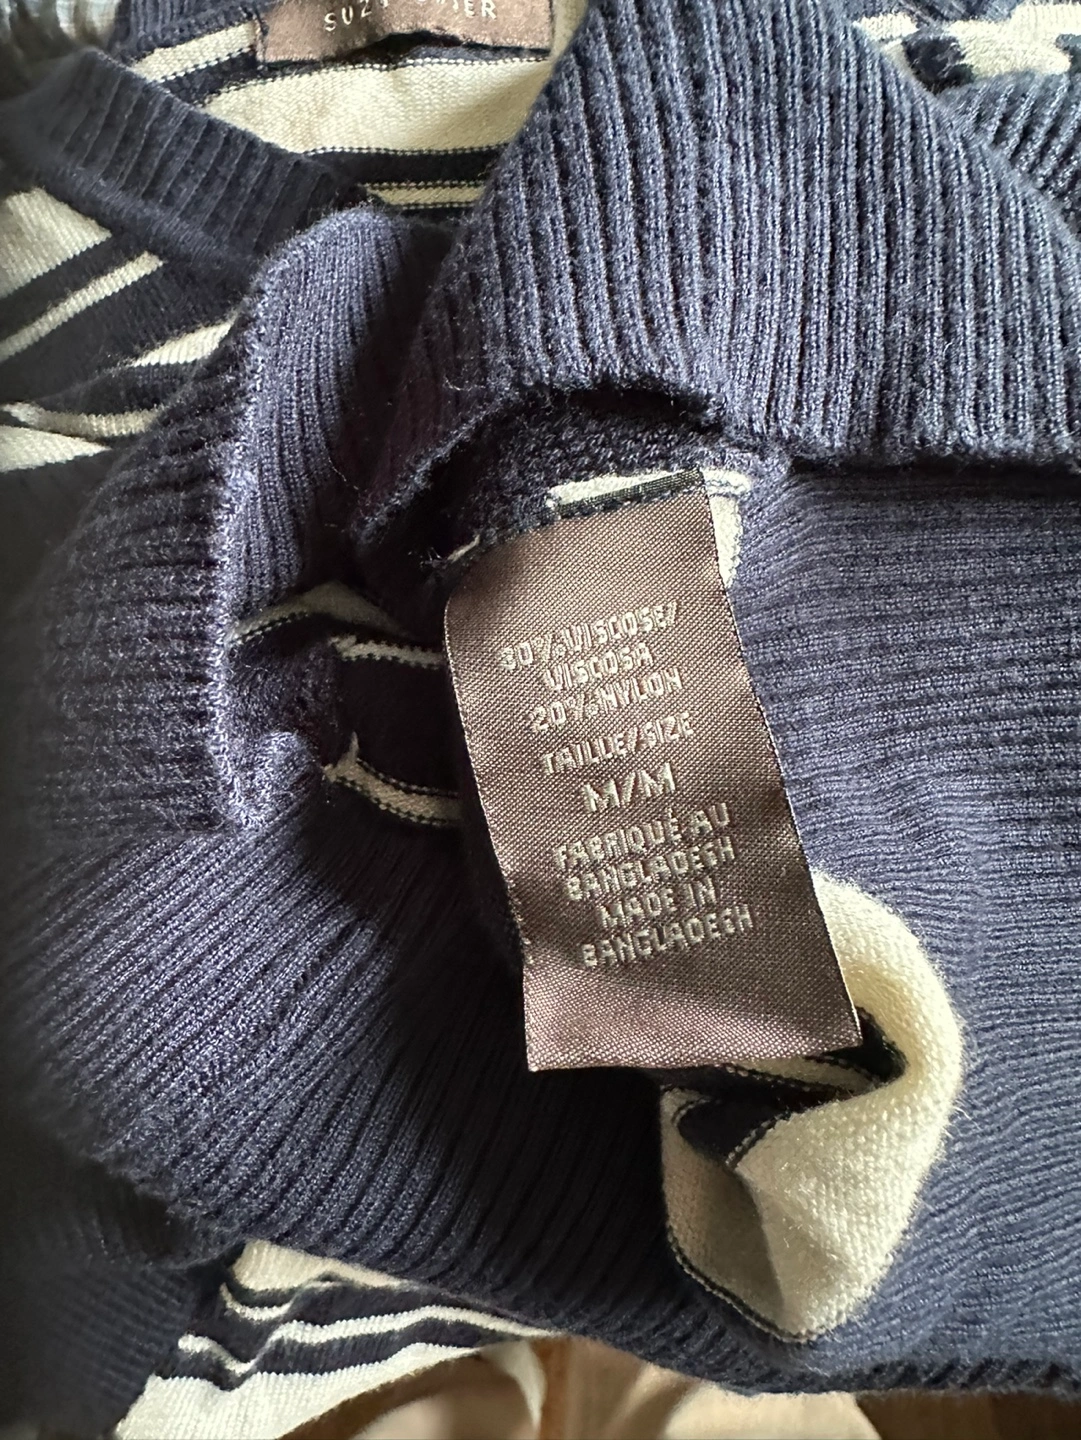 80% VISCOSE/
VISCOSA
20% NYLON
TAILLE/SIZE
M/M
FABRIQUÉ AU
BANGLADESH
MADE IN
BANGLADESH